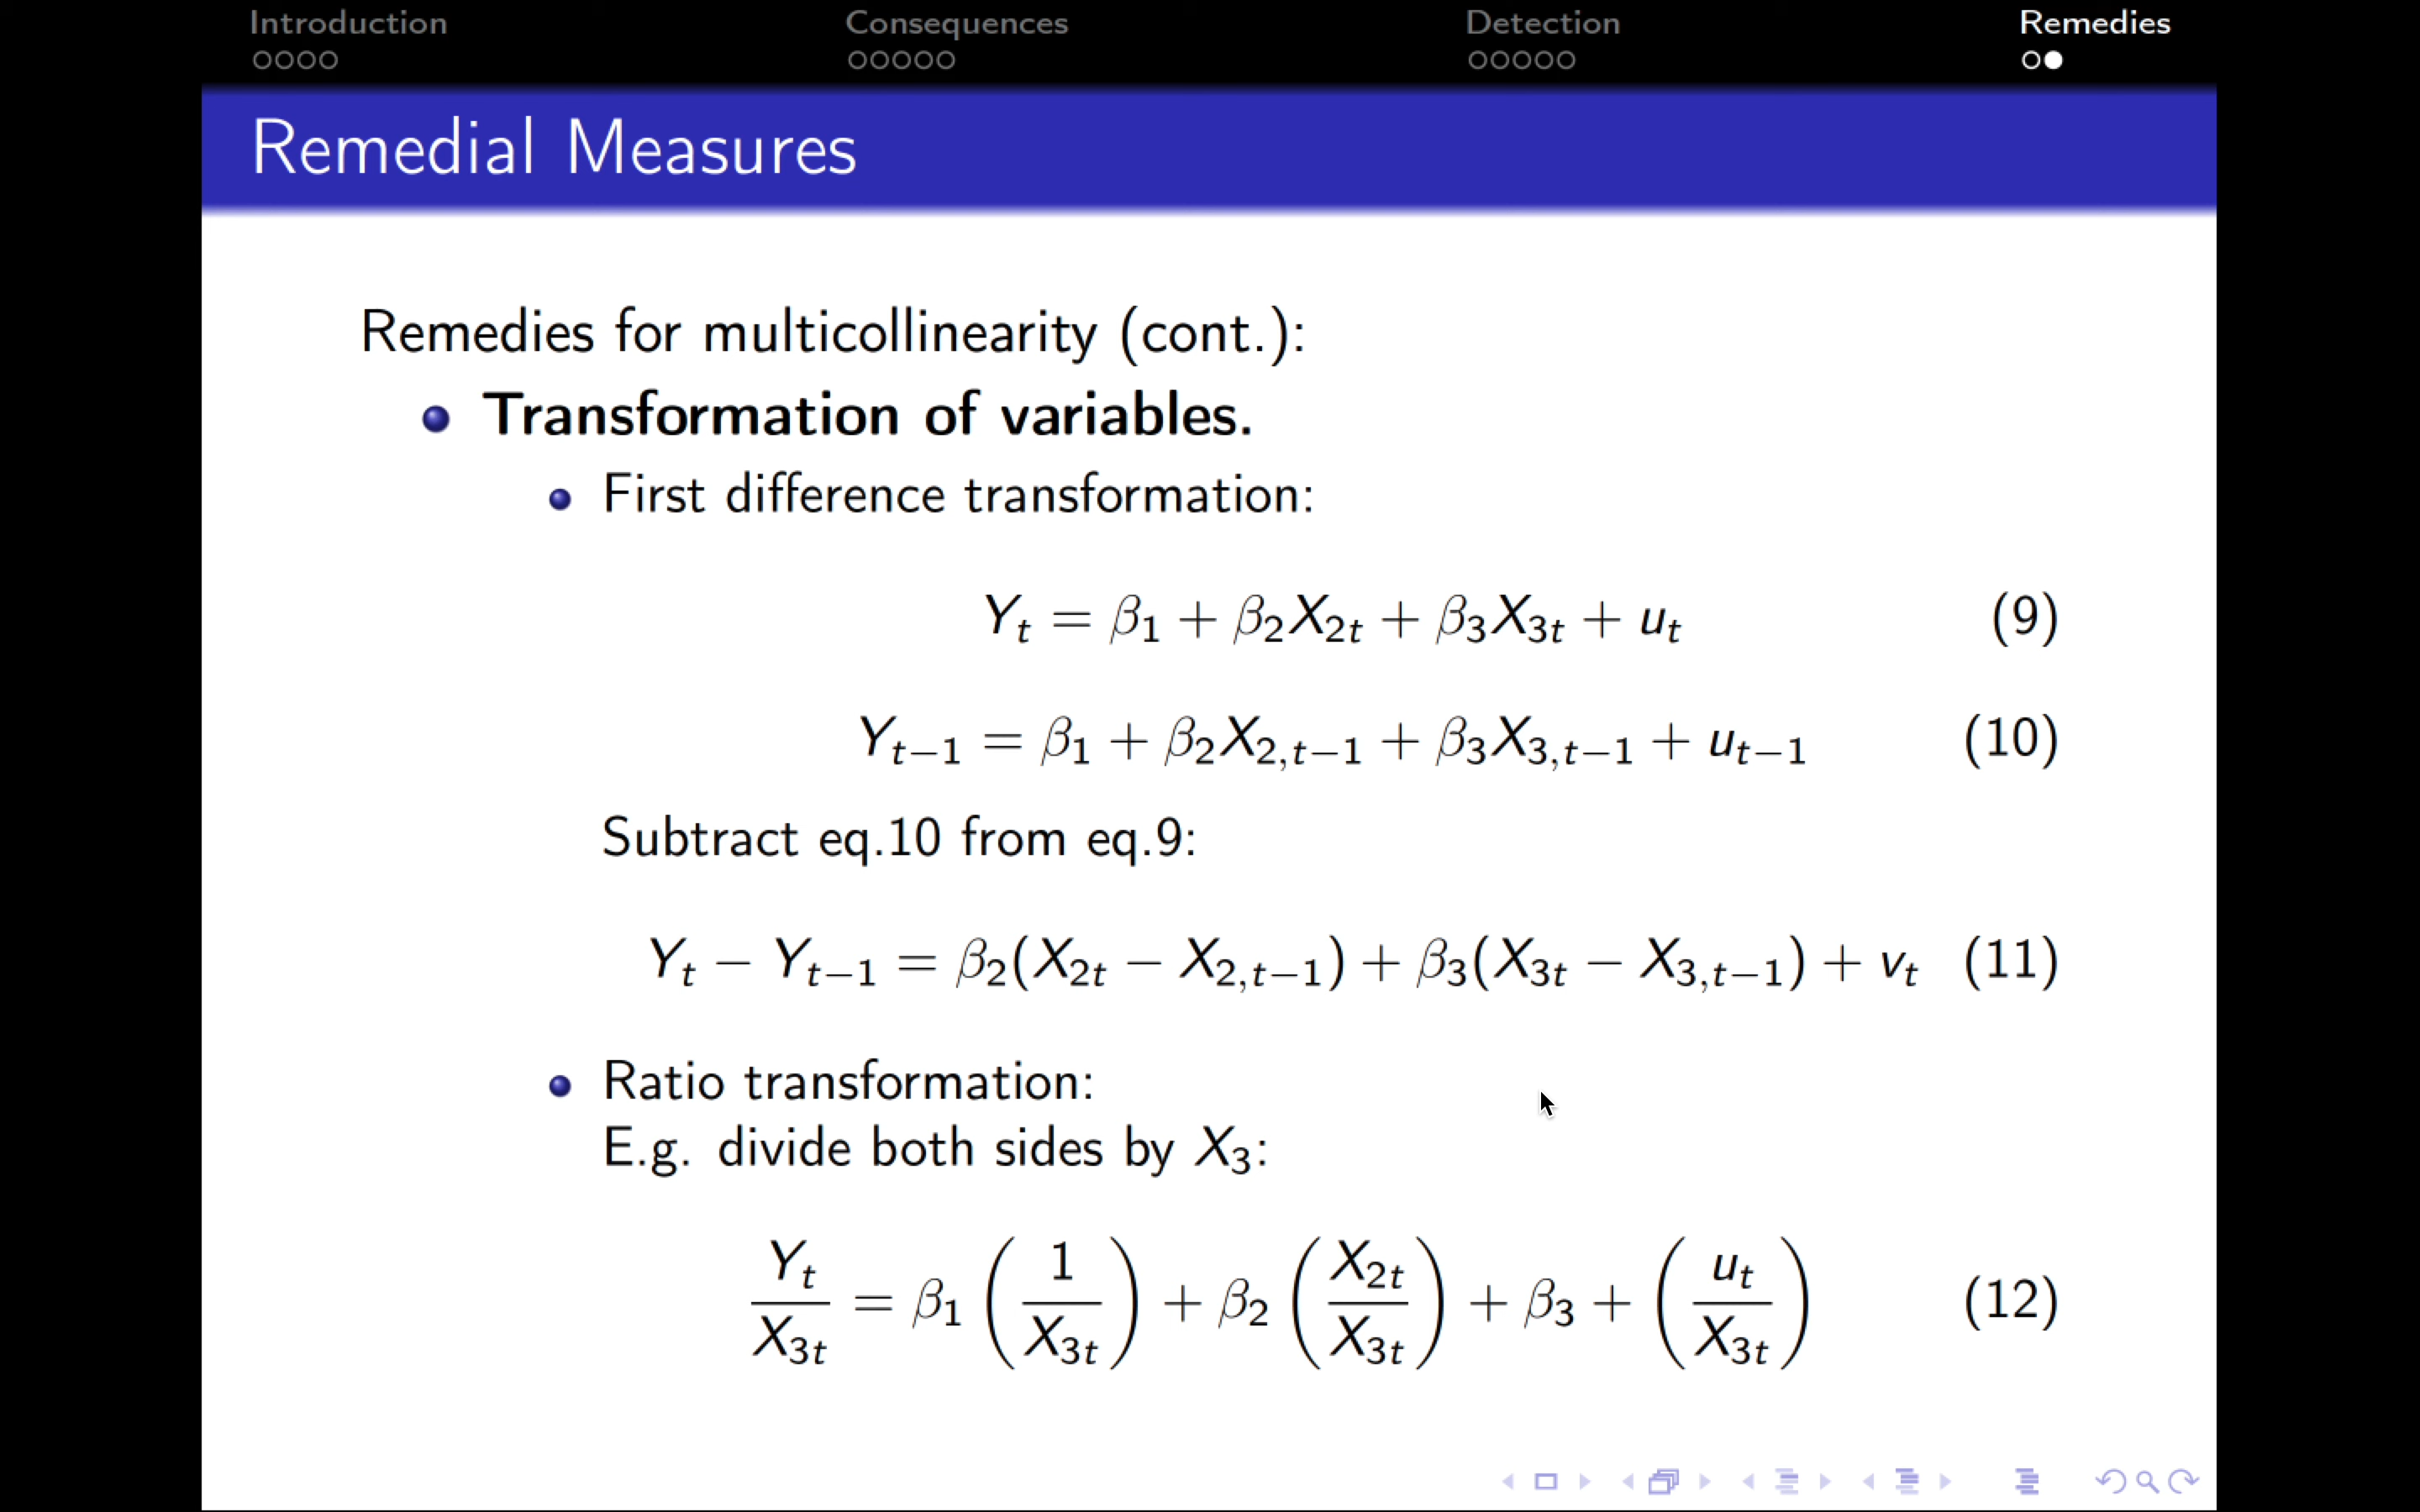 Introduction Consequences Detection Remedies
Remedial Measures
Remedies for multicollinearity (cont.):
Transformation of variables.
First difference transformation:
Yₜ = β₁ + β₂X₂ₜ + β₃X₃ₜ + uₜ (9)
Yₜ₋₁ = β₁ + β₂X₂,ₜ₋₁ + β₃X₃,ₜ₋₁ + uₜ₋₁ (10)
Subtract eq.10 from eq.9:
Yₜ − Yₜ₋₁ = β₂(X₂ₜ − X₂,ₜ₋₁) + β₃(X₃ₜ − X₃,ₜ₋₁) + vₜ (11)
Ratio transformation:
E.g. divide both sides by X₃:
Yₜ/X₃ₜ = β₁ (1/X₃ₜ) + β₂ (X₂ₜ/X₃ₜ) + β₃ + (uₜ/X₃ₜ) (12)